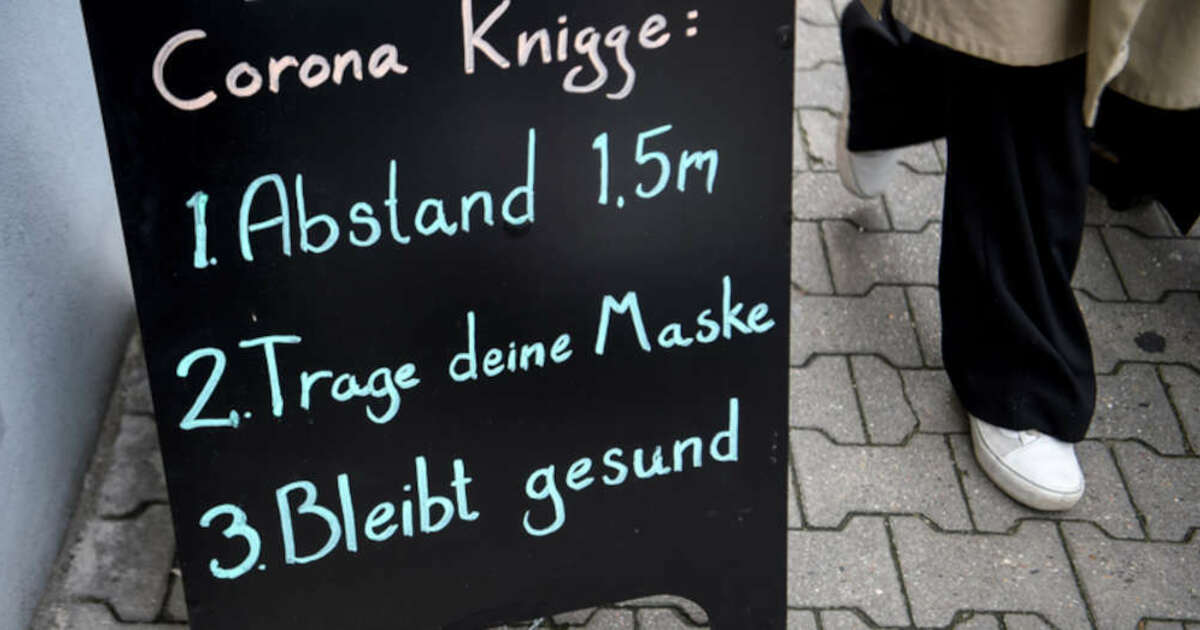 Corona Knigge:
1. Abstand 1.5m
2. Trage deine Maske
3. Bleibt gesund